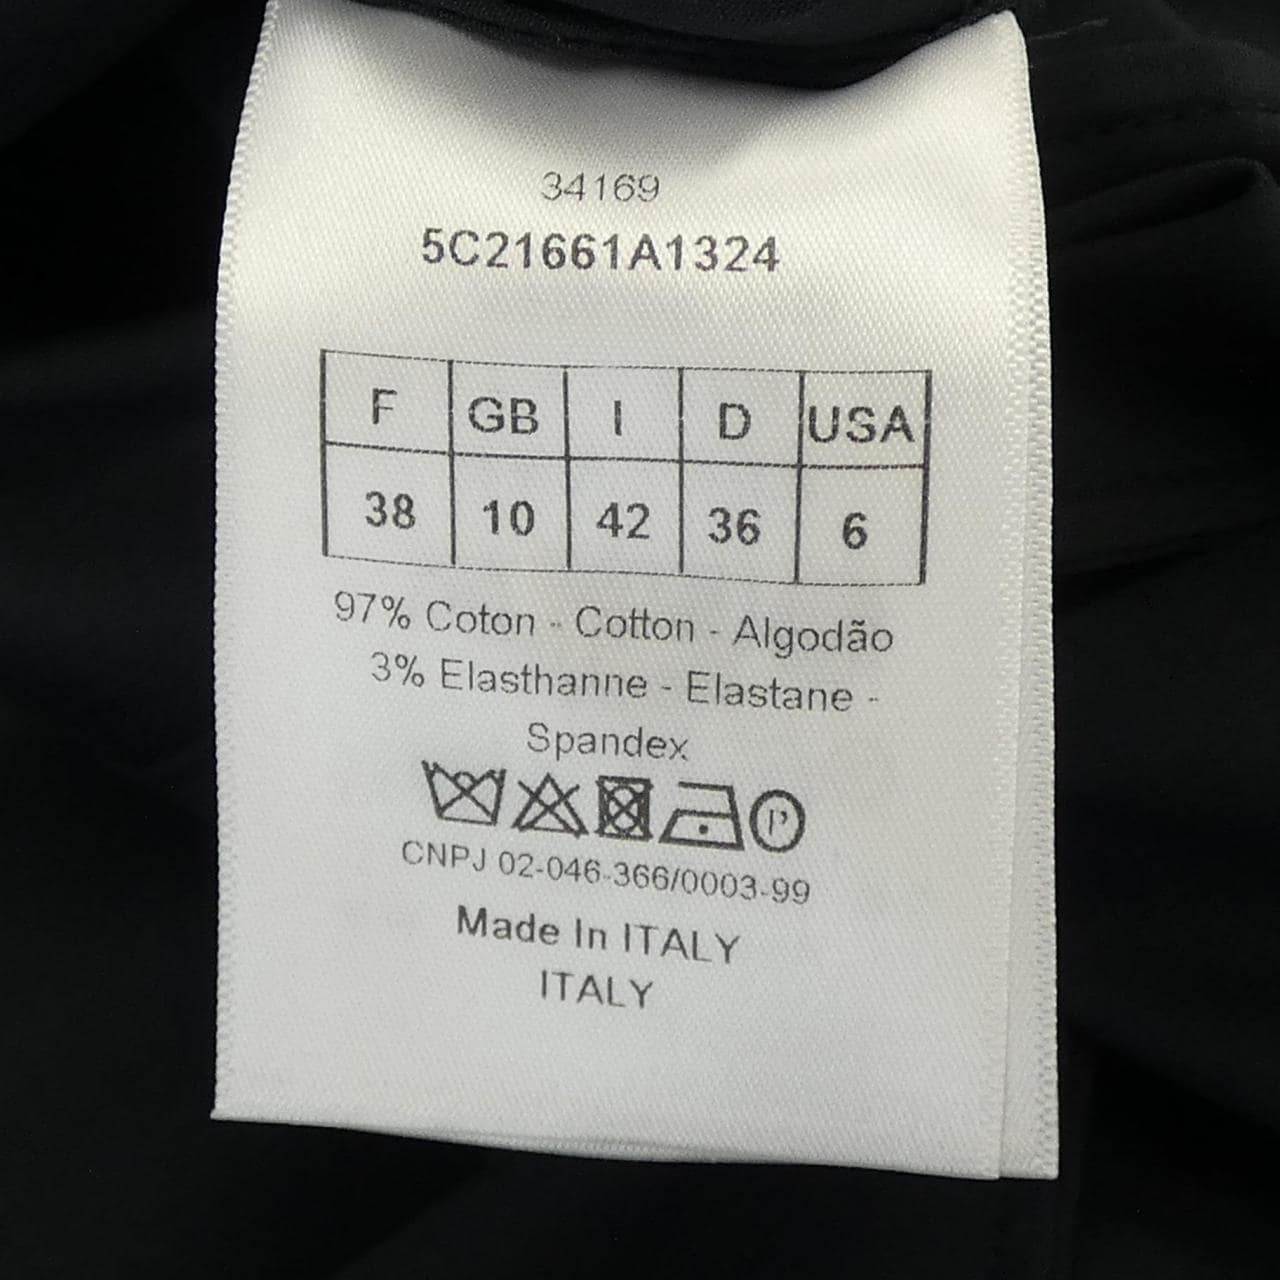 34169
5C21661A1324
F GB I D USA
38 10 42 36 6
97% Coton - Cotton - Algodão
3% Elasthanne - Elastane -
Spandex
P
CNPJ 02-046-366/0003-99
Made In ITALY
ITALY